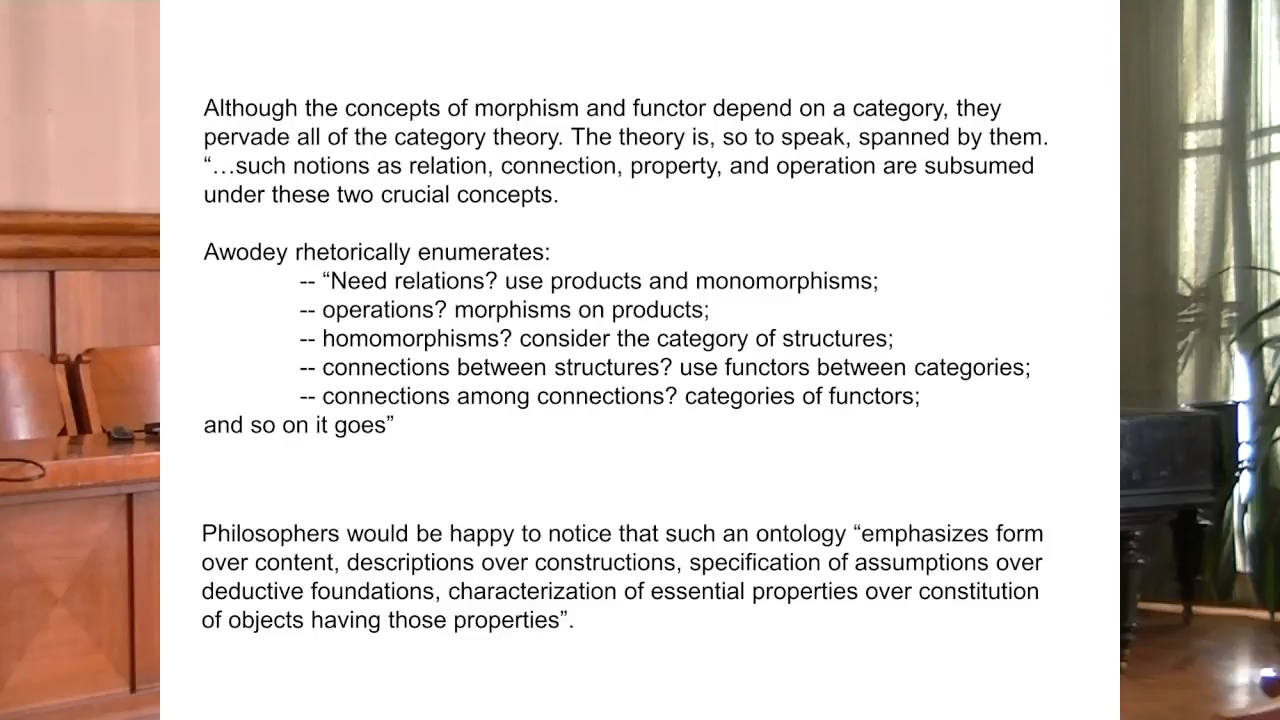 Although the concepts of morphism and functor depend on a category, they
pervade all of the category theory. The theory is, so to speak, spanned by them.
“…such notions as relation, connection, property, and operation are subsumed
under these two crucial concepts.
Awodey rhetorically enumerates:
-- “Need relations? use products and monomorphisms;
-- operations? morphisms on products;
-- homomorphisms? consider the category of structures;
-- connections between structures? use functors between categories;
-- connections among connections? categories of functors;
and so on it goes”
Philosophers would be happy to notice that such an ontology “emphasizes form
over content, descriptions over constructions, specification of assumptions over
deductive foundations, characterization of essential properties over constitution
of objects having those properties”.